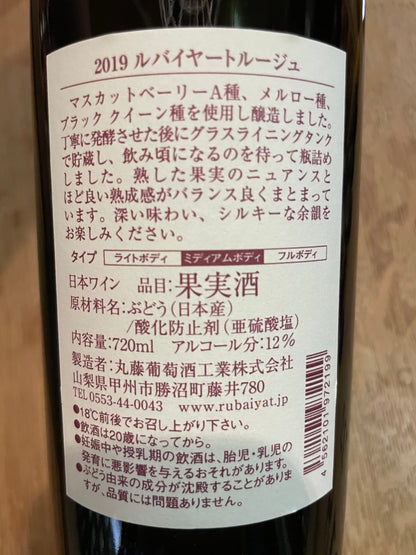 2019 ルバイヤートルージュ
マスカットベーリーA種、メルロー種、
ブラック クイーン種を使用し醸造しました。
丁寧に発酵させた後にグラスライニングタンク
で貯蔵し、飲み頃になるのを待って瓶詰め
しました。熟した果実のニュアンスと
ほど良い熟成感がバランス良くまとまって
います。深い味わい、シルキーな余韻を
お楽しみください。
タイプ ライトボディ ミディアムボディ フルボディ
日本ワイン 品目:果実酒
原材料名:ぶどう(日本産)
/酸化防止剤(亜硫酸塩)
内容量:720ml アルコール分:12%
製造者:丸藤葡萄酒工業株式会社
山梨県甲州市勝沼町藤井780
TEL 0553-44-0043 www.rubaiyat.jp
●18℃前後でお召し上がり下さい。
●飲酒は20歳になってから。
●妊娠中や授乳期の飲酒は、胎児・乳児の
発育に悪影響を与えるおそれがあります。
●ぶどう由来の成分が沈殿することがあり
ますが、品質には問題ありません。
4 562101 972199